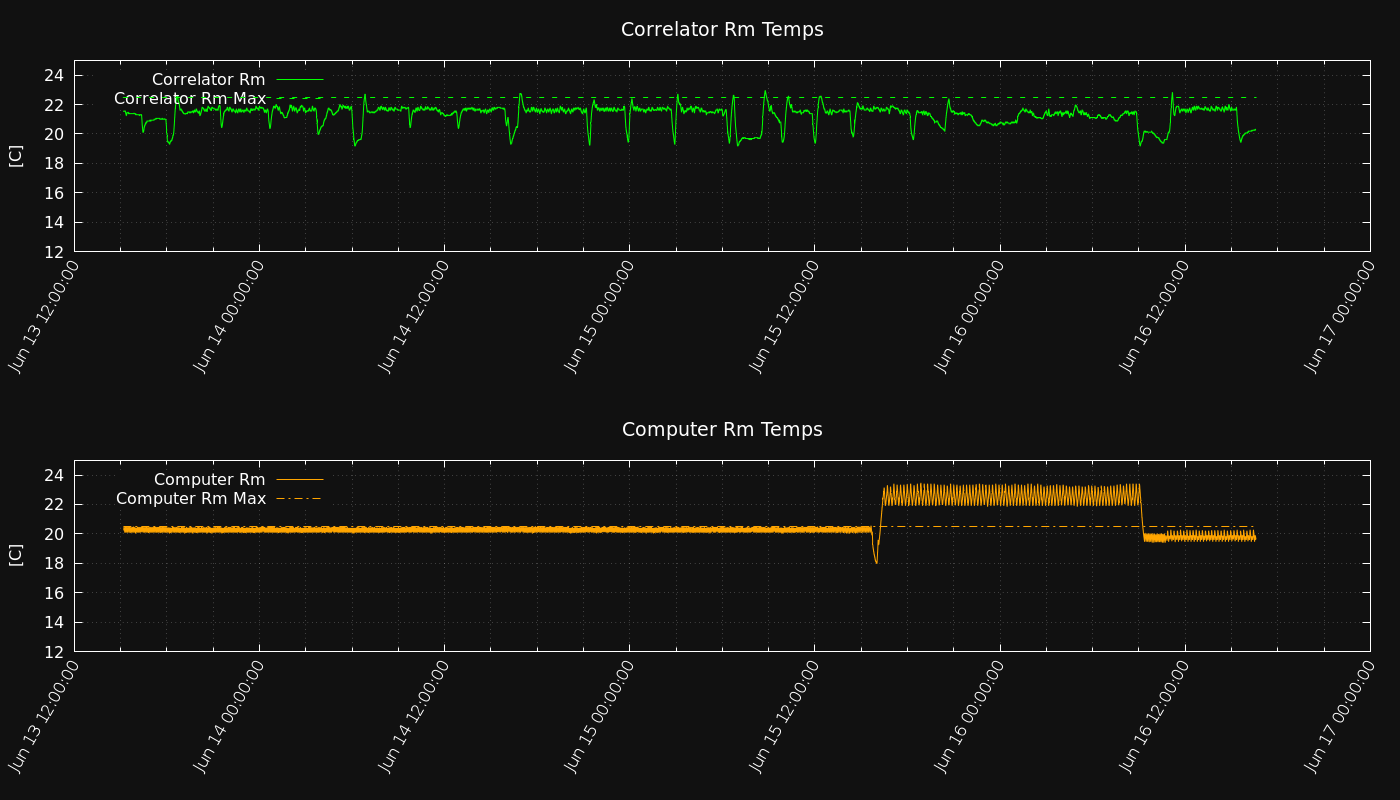 Correlator Rm Temps
Correlator Rm
Correlator Rm Max
24
22
20
18
16
14
12
[C]
Jun 13 12:00:00
Jun 14 00:00:00
Jun 14 12:00:00
Jun 15 00:00:00
Jun 15 12:00:00
Jun 16 00:00:00
Jun 16 12:00:00
Jun 17 00:00:00
Computer Rm Temps
Computer Rm
Computer Rm Max
24
22
20
18
16
14
12
[C]
Jun 13 12:00:00
Jun 14 00:00:00
Jun 14 12:00:00
Jun 15 00:00:00
Jun 15 12:00:00
Jun 16 00:00:00
Jun 16 12:00:00
Jun 17 00:00:00